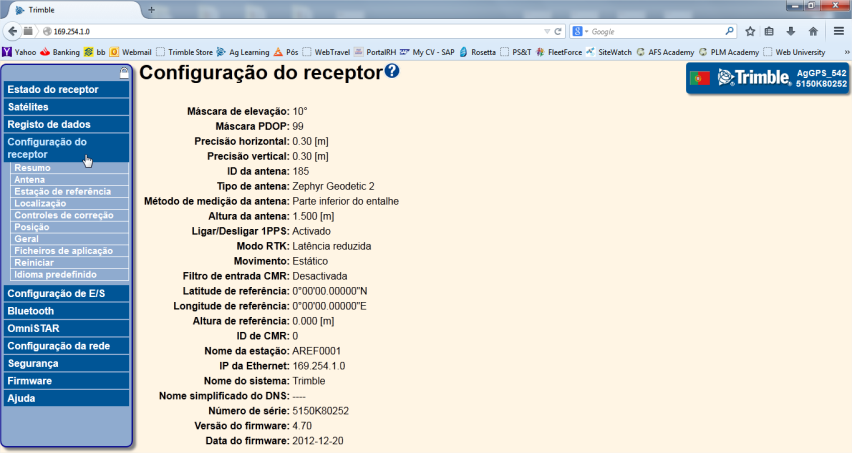 Trimble
169.254.1.0
Google
Yahoo
Banking
bb
Webmail
Trimble Store
Ag Learning
Pós
WebTravel
PortalRH
My CV - SAP
Rosetta
PS&T
FleetForce
SiteWatch
AFS Academy
PLM Academy
Web University
Estado do receptor
Satélites
Registo de dados
Configuração do
receptor
Resumo
Antena
Estação de referência
Localização
Controles de correção
Posição
Geral
Ficheiros de aplicação
Reiniciar
Idioma predefinido
Configuração de E/S
Bluetooth
OmniSTAR
Configuração da rede
Segurança
Firmware
Ajuda
Configuração do receptor
Trimble
AgGPS_542
5150K80252
Máscara de elevação: 10°
Máscara PDOP: 99
Precisão horizontal: 0.30 [m]
Precisão vertical: 0.30 [m]
ID da antena: 185
Tipo de antena: Zephyr Geodetic 2
Método de medição da antena: Parte inferior do entalhe
Altura da antena: 1.500 [m]
Ligar/Desligar 1PPS: Activado
Modo RTK: Latência reduzida
Movimento: Estático
Filtro de entrada CMR: Desactivada
Latitude de referência: 0°00'00.00000"N
Longitude de referência: 0°00'00.00000"E
Altura de referência: 0.000 [m]
ID de CMR: 0
Nome da estação: AREF0001
IP da Ethernet: 169.254.1.0
Nome do sistema: Trimble
Nome simplificado do DNS: ----
Número de série: 5150K80252
Versão do firmware: 4.70
Data do firmware: 2012-12-20